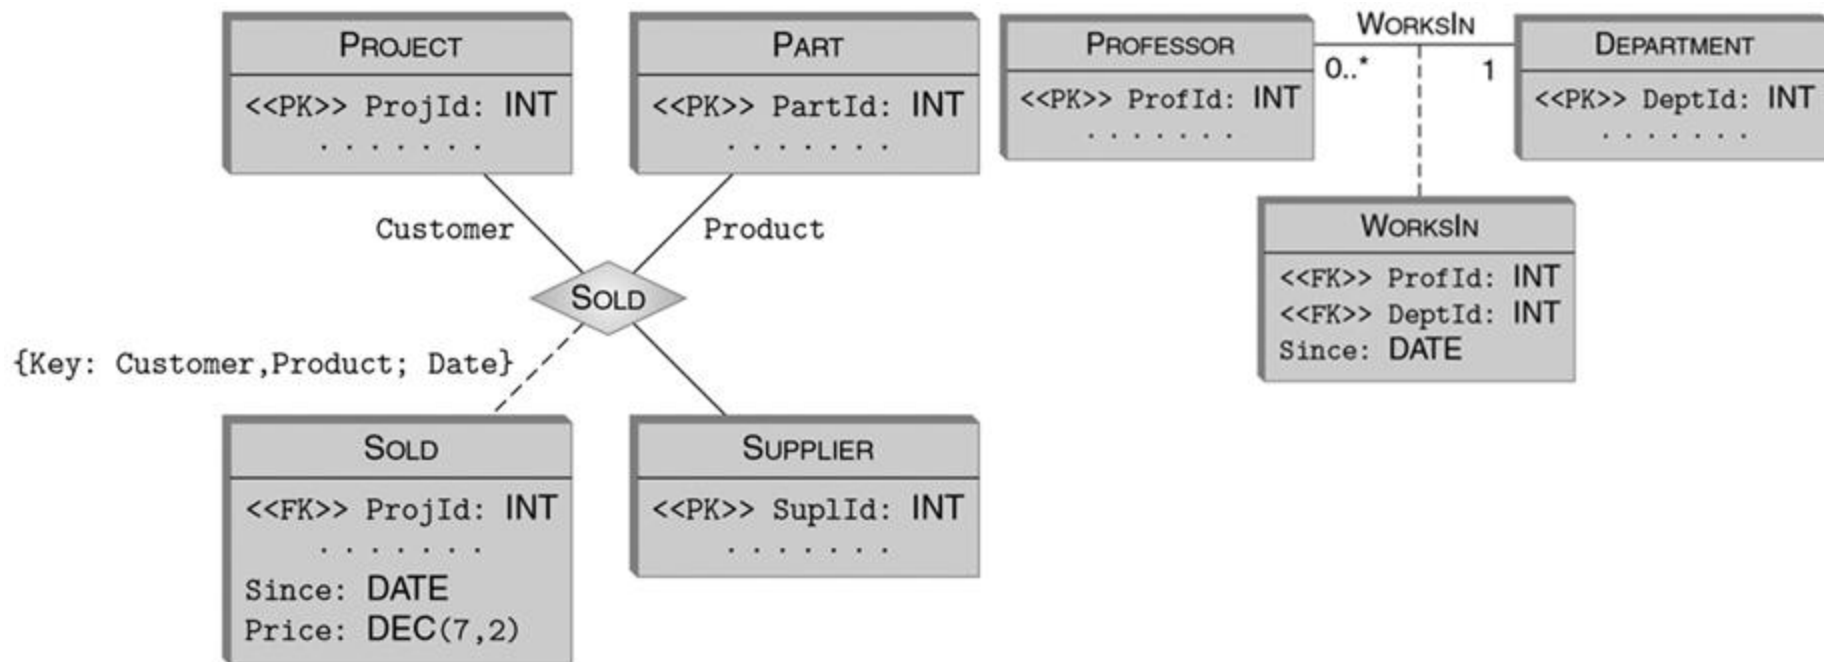 PROJECT
<<PK>> ProjId: INT
. . . . . . .
PART
<<PK>> PartId: INT
. . . . . . .
Customer
Product
SOLD
{Key: Customer,Product; Date}
SOLD
<<FK>> ProjId: INT
. . . . . . .
Since: DATE
Price: DEC(7,2)
SUPPLIER
<<PK>> SuplId: INT
. . . . . . .
PROFESSOR
<<PK>> ProfId: INT
. . . . . . .
WORKSIN
0..*
1
DEPARTMENT
<<PK>> DeptId: INT
. . . . . . .
WORKSIN
<<FK>> ProfId: INT
<<FK>> DeptId: INT
Since: DATE